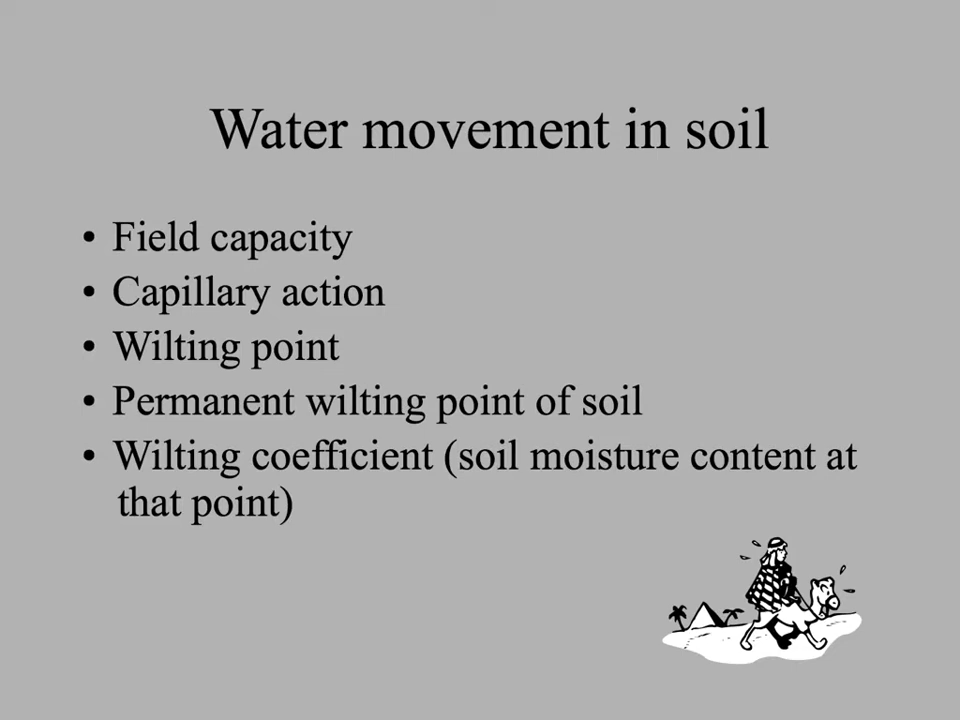 Water movement in soil
• Field capacity
• Capillary action
• Wilting point
• Permanent wilting point of soil
• Wilting coefficient (soil moisture content at
that point)